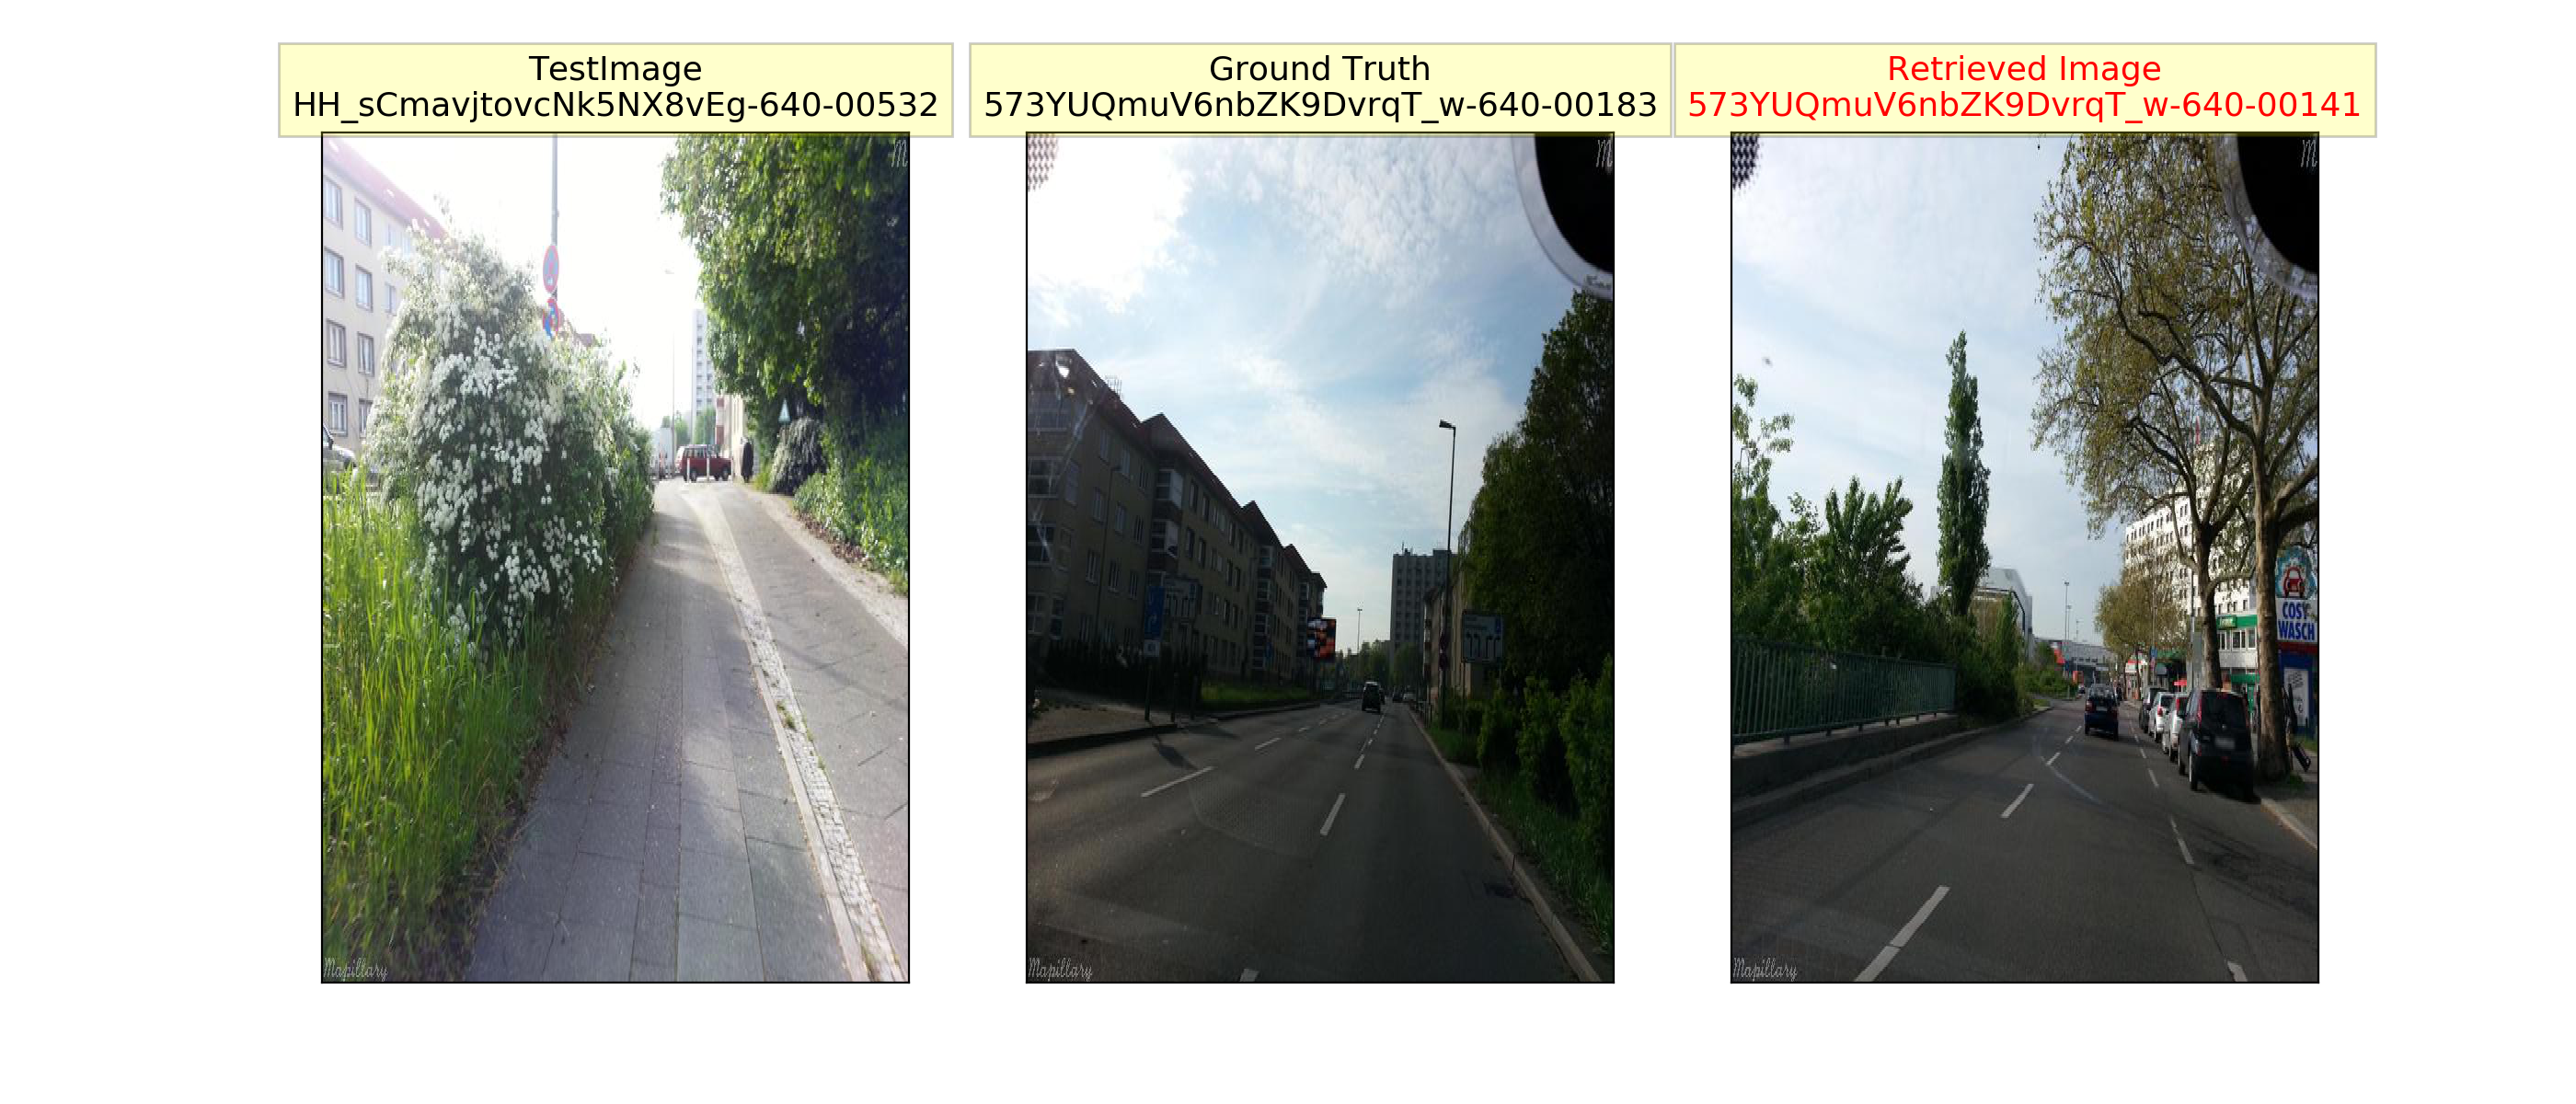 TestImage
HH_sCmavjtovcNk5NX8vEg-640-00532
Ground Truth
573YUQmuV6nbZK9DvrqT_w-640-00183
Retrieved Image
573YUQmuV6nbZK9DvrqT_w-640-00141
M
M
M
COSY
WASCH
Mapillary
Mapillary
Mapillary